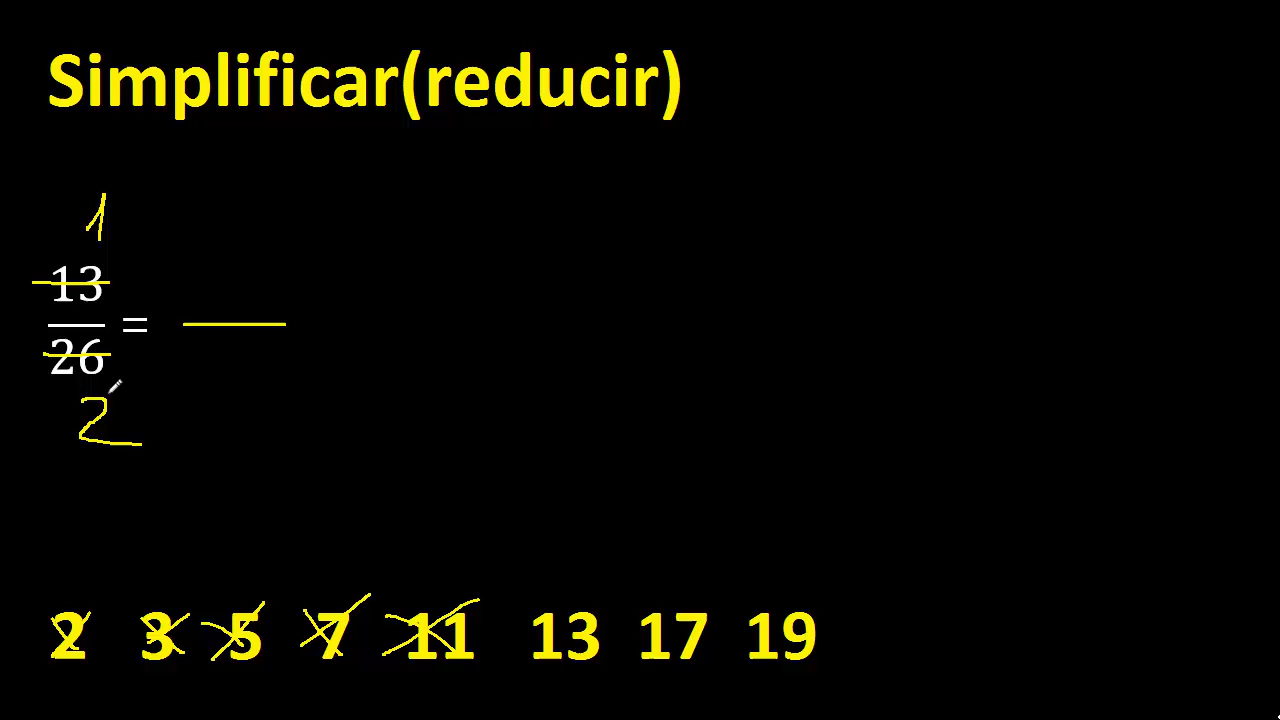 Simplificar(reducir)
1
13
26
=
2
2 3 5 7 11 13 17 19